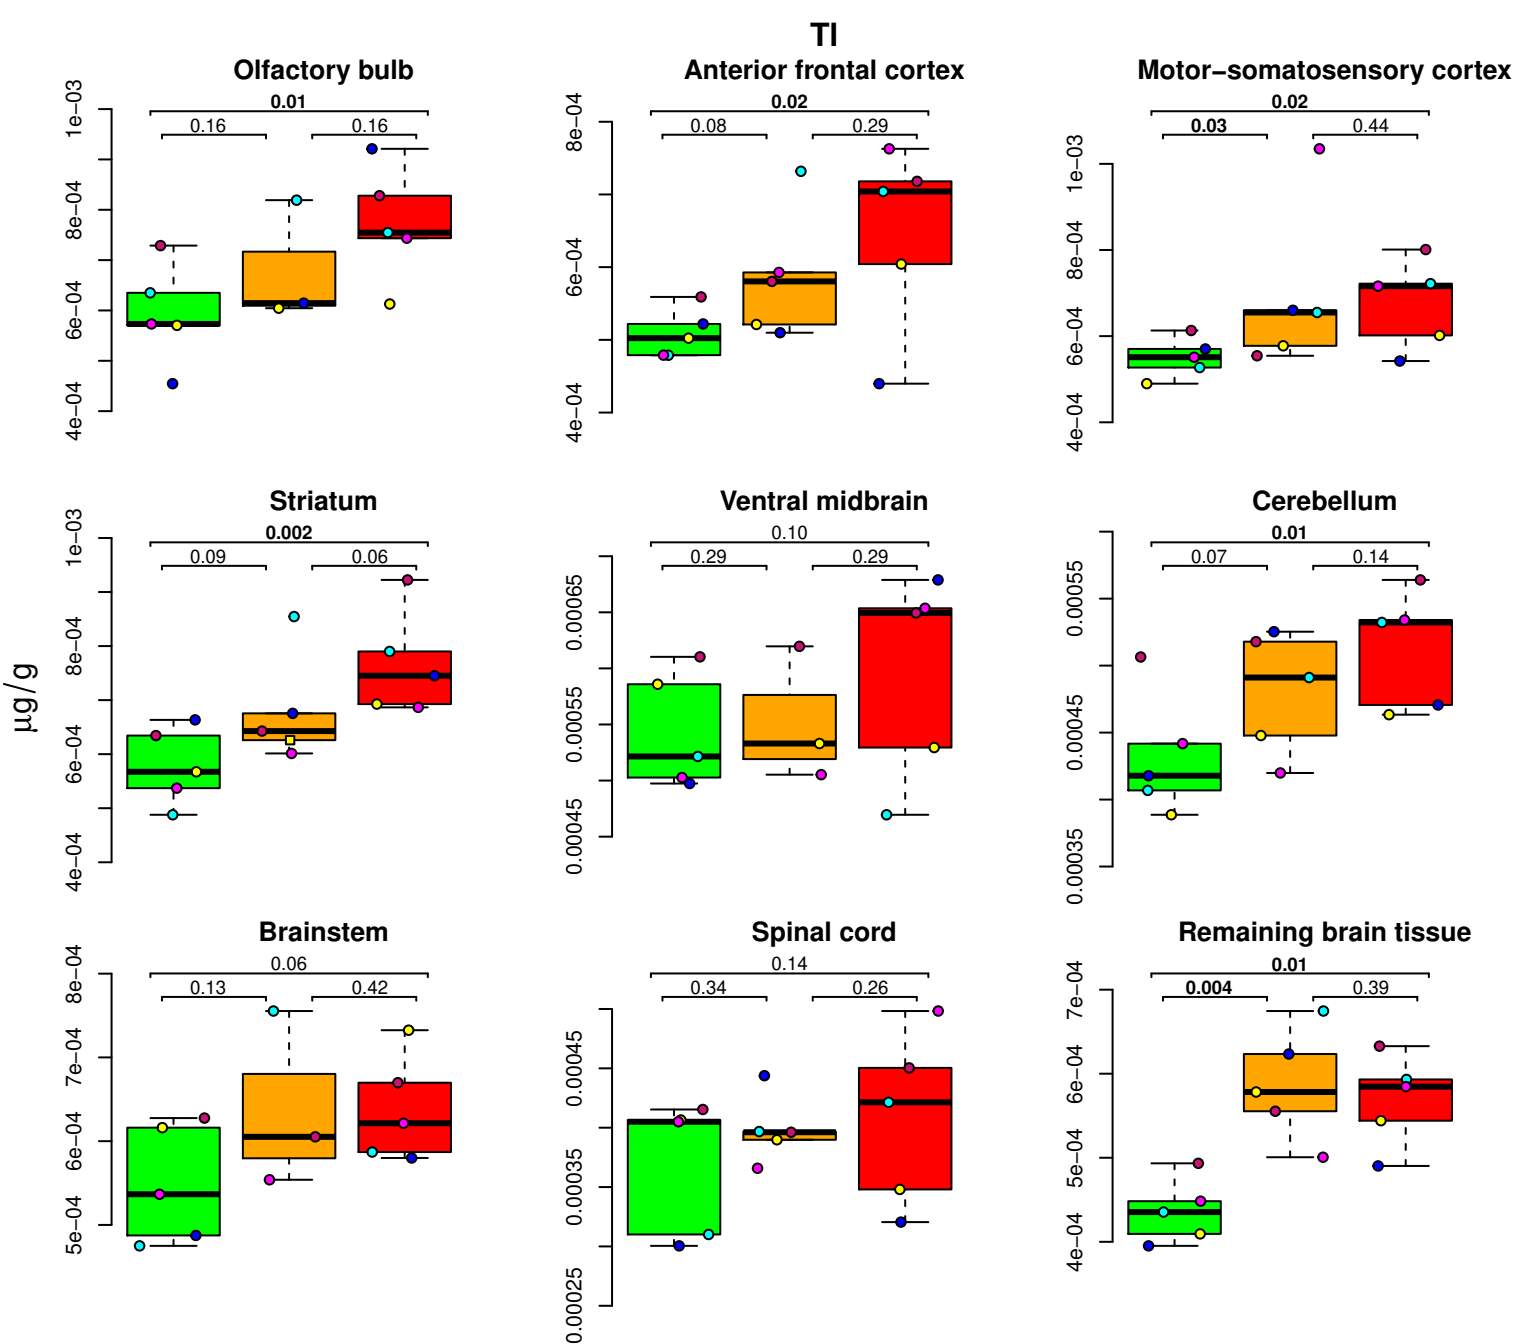 Tl
Olfactory bulb
Anterior frontal cortex
Motor−somatosensory cortex
0.01
0.16
0.16
4e−04
6e−04
8e−04
1e−03
0.02
0.08
0.29
4e−04
6e−04
8e−04
0.02
0.03
0.44
4e−04
6e−04
8e−04
1e−03
µg/g
Striatum
Ventral midbrain
Cerebellum
0.002
0.09
0.06
4e−04
6e−04
8e−04
1e−03
0.10
0.29
0.29
0.00045
0.00055
0.00065
0.01
0.07
0.14
0.00035
0.00045
0.00055
Brainstem
Spinal cord
Remaining brain tissue
0.06
0.13
0.42
5e−04
6e−04
7e−04
8e−04
0.14
0.34
0.26
0.00025
0.00035
0.00045
0.01
0.004
0.39
4e−04
5e−04
6e−04
7e−04